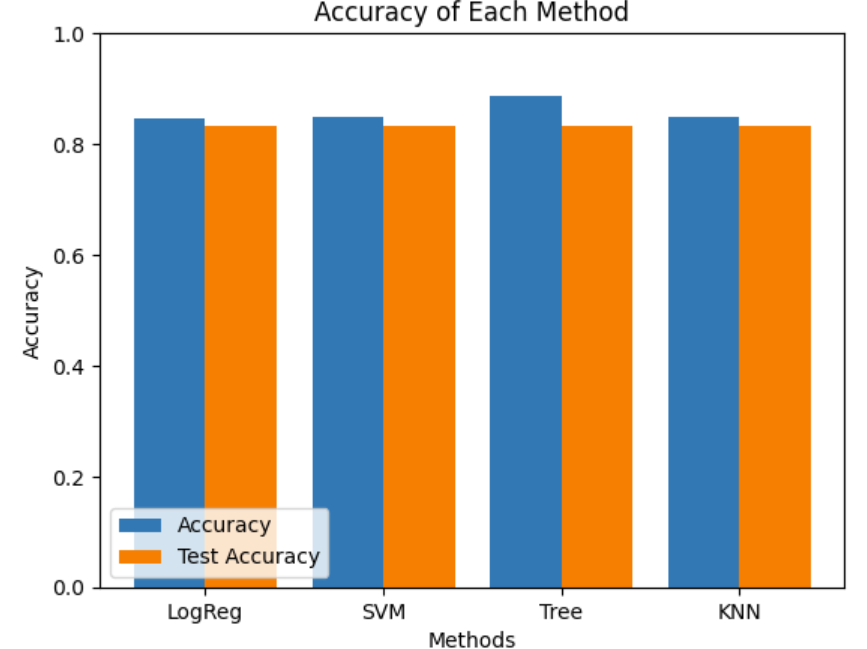 Accuracy of Each Method
1.0
0.8
0.6
0.4
0.2
0.0
Accuracy
Accuracy
Test Accuracy
LogReg SVM Tree KNN
Methods